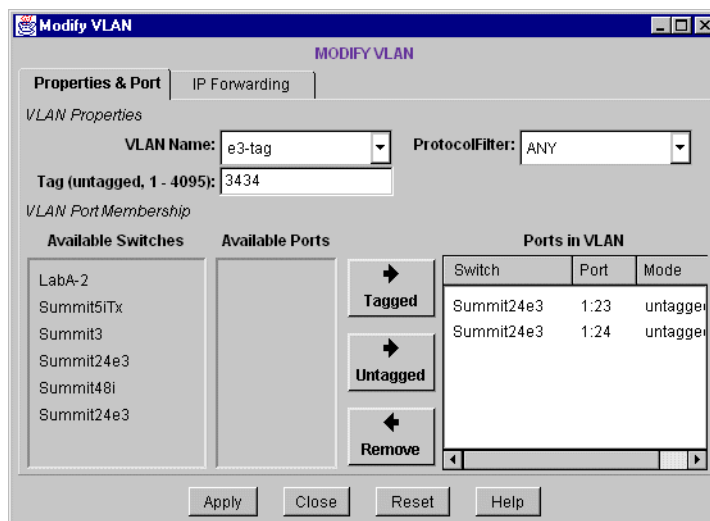 Modify VLAN
MODIFY VLAN
Properties & Port IP Forwarding
VLAN Properties
VLAN Name: e3-tag ProtocolFilter: ANY
Tag (untagged, 1 - 4095): 3434
VLAN Port Membership
Available Switches Available Ports Ports in VLAN
Switch Port Mode
LabA-2
Summit5iTx
Summit3
Summit24e3
Summit48i
Summit24e3
Tagged
Untagged
Remove
Summit24e3 1:23 untagge
Summit24e3 1:24 untagge
Apply Close Reset Help